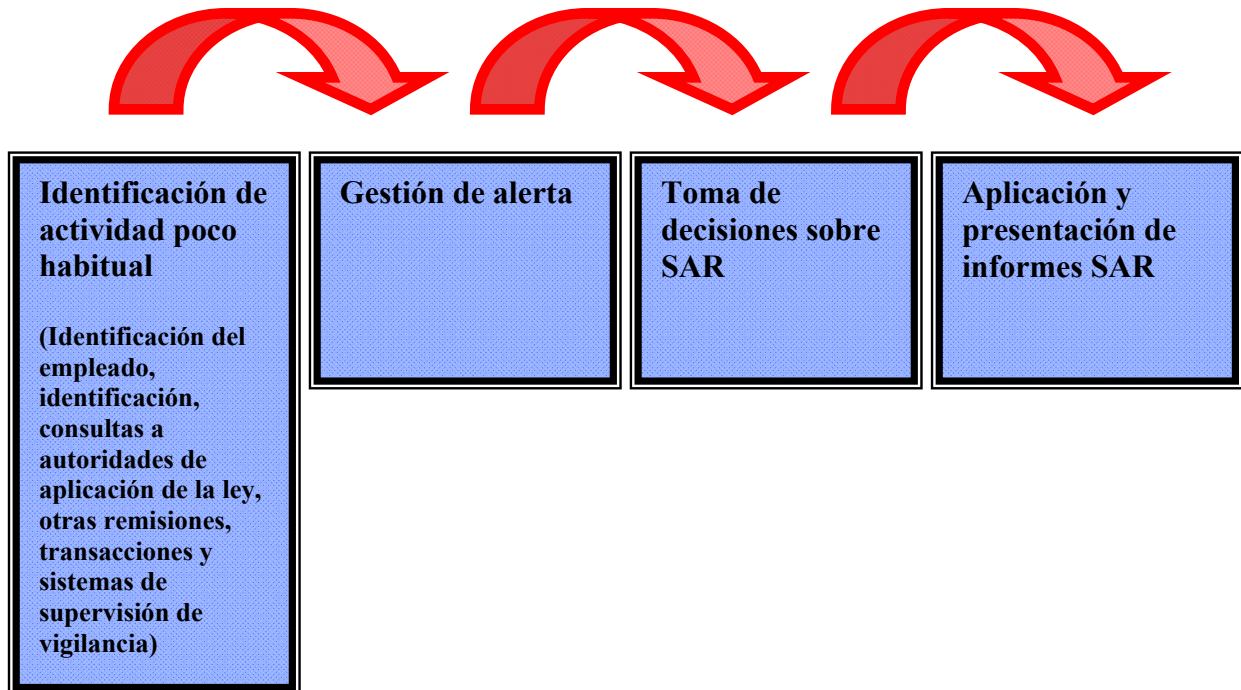 Identificación de
actividad poco
habitual
(Identificación del
empleado,
identificación,
consultas a
autoridades de
aplicación de la ley,
otras remisiones,
transacciones y
sistemas de
supervisión de
vigilancia)
Gestión de alerta
Toma de
decisiones sobre
SAR
Aplicación y
presentación de
informes SAR